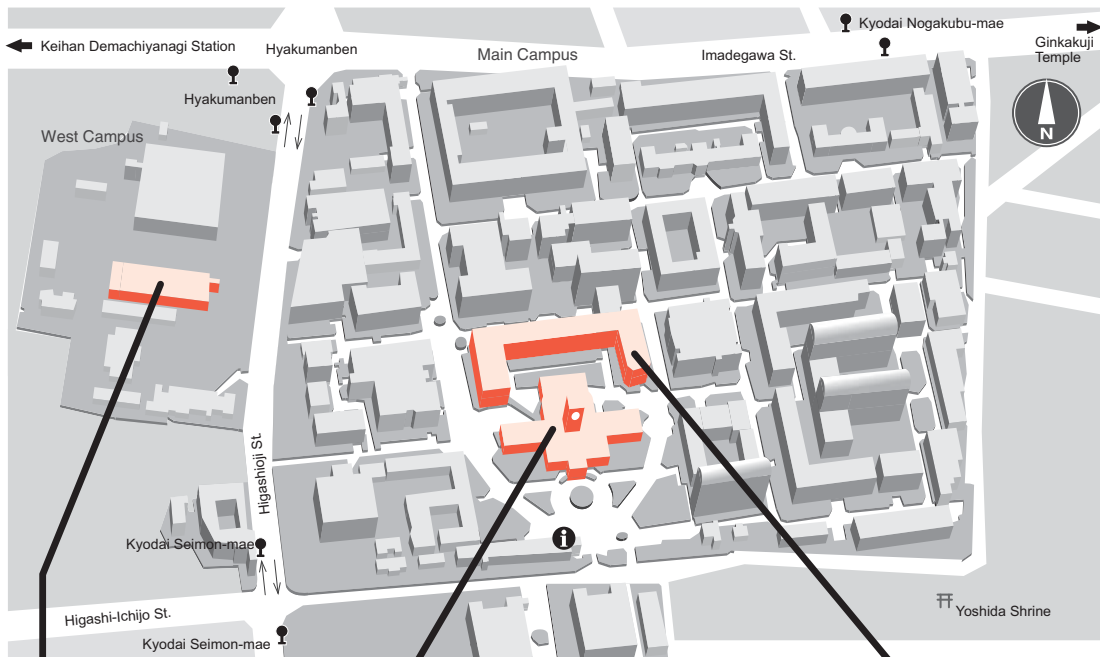 Kyodai Nogakubu-mae
Keihan Demachiyanagi Station
Hyakumanben
Main Campus
Imadegawa St.
Ginkakuji
Temple
Hyakumanben
West Campus
N
Higashioji St.
i
Kyodai Seimon-mae
Higashi-Ichijo St.
Yoshida Shrine
Kyodai Seimon-mae